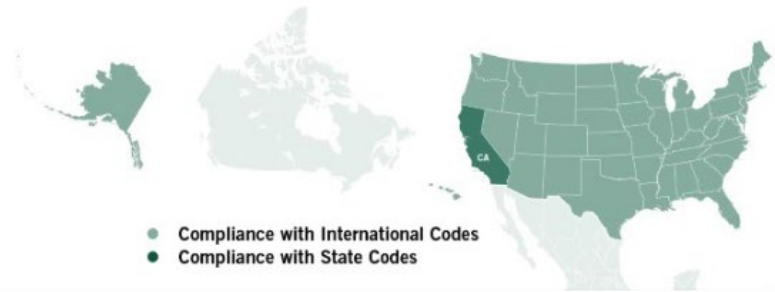 CA
Compliance with International Codes
Compliance with State Codes